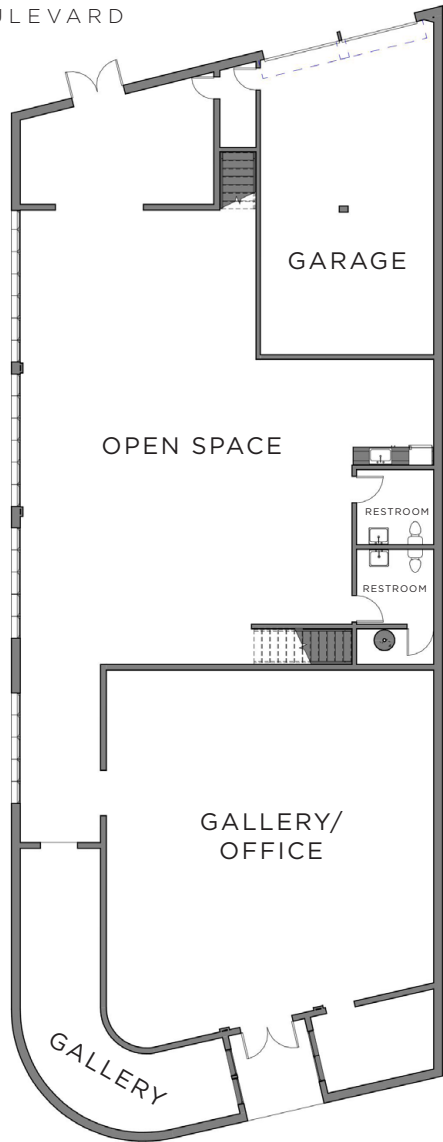 ULEVARD
GARAGE
OPEN SPACE
RESTROOM
RESTROOM
GALLERY/
OFFICE
GALLERY